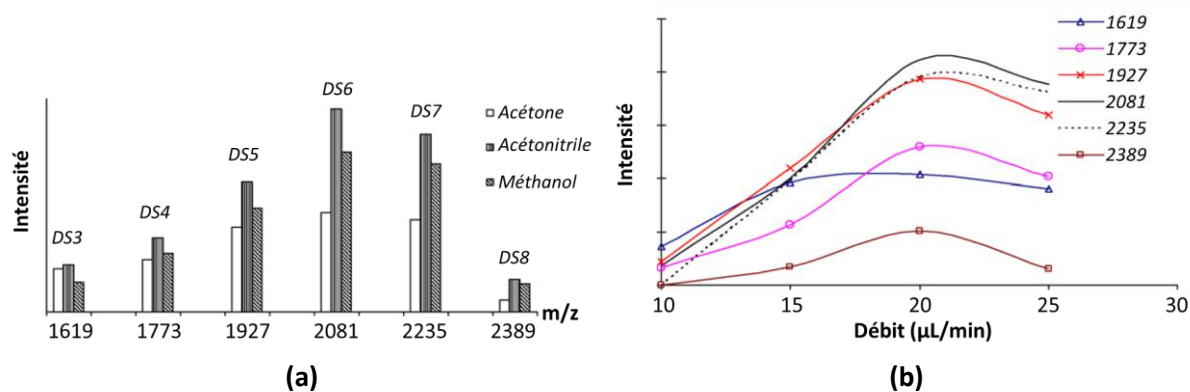 Intensité
DS3
DS4
DS5
DS6
DS7
DS8
Acétone
Acétonitrile
Méthanol
1619 1773 1927 2081 2235 2389 m/z
(a)
Intensité
1619
1773
1927
2081
2235
2389
10 15 20 25 30
Débit (µL/min)
(b)